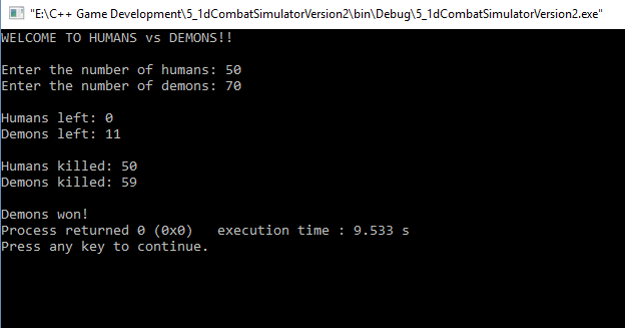 "E:\C++ Game Development\5_1dCombatSimulatorVersion2\bin\Debug\5_1dCombatSimulatorVersion2.exe"
WELCOME TO HUMANS vs DEMONS!!
Enter the number of humans: 50
Enter the number of demons: 70
Humans left: 0
Demons left: 11
Humans killed: 50
Demons killed: 59
Demons won!
Process returned 0 (0x0)   execution time : 9.533 s
Press any key to continue.